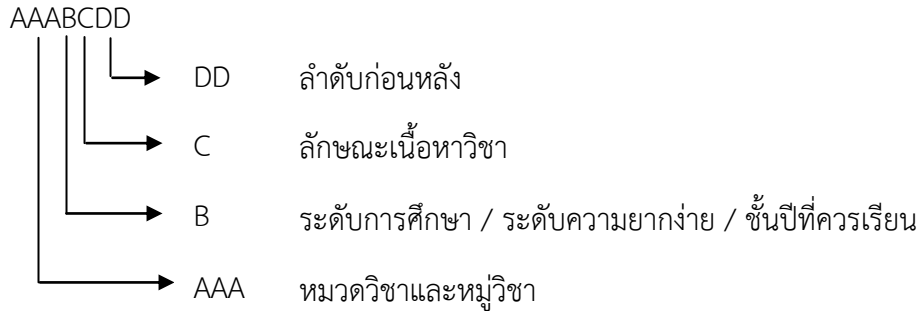 AAABCDD
DD ลำดับก่อนหลัง
C ลักษณะเนื้อหาวิชา
B ระดับการศึกษา / ระดับความยากง่าย / ชั้นปีที่ควรเรียน
AAA หมวดวิชาและหมู่วิชา